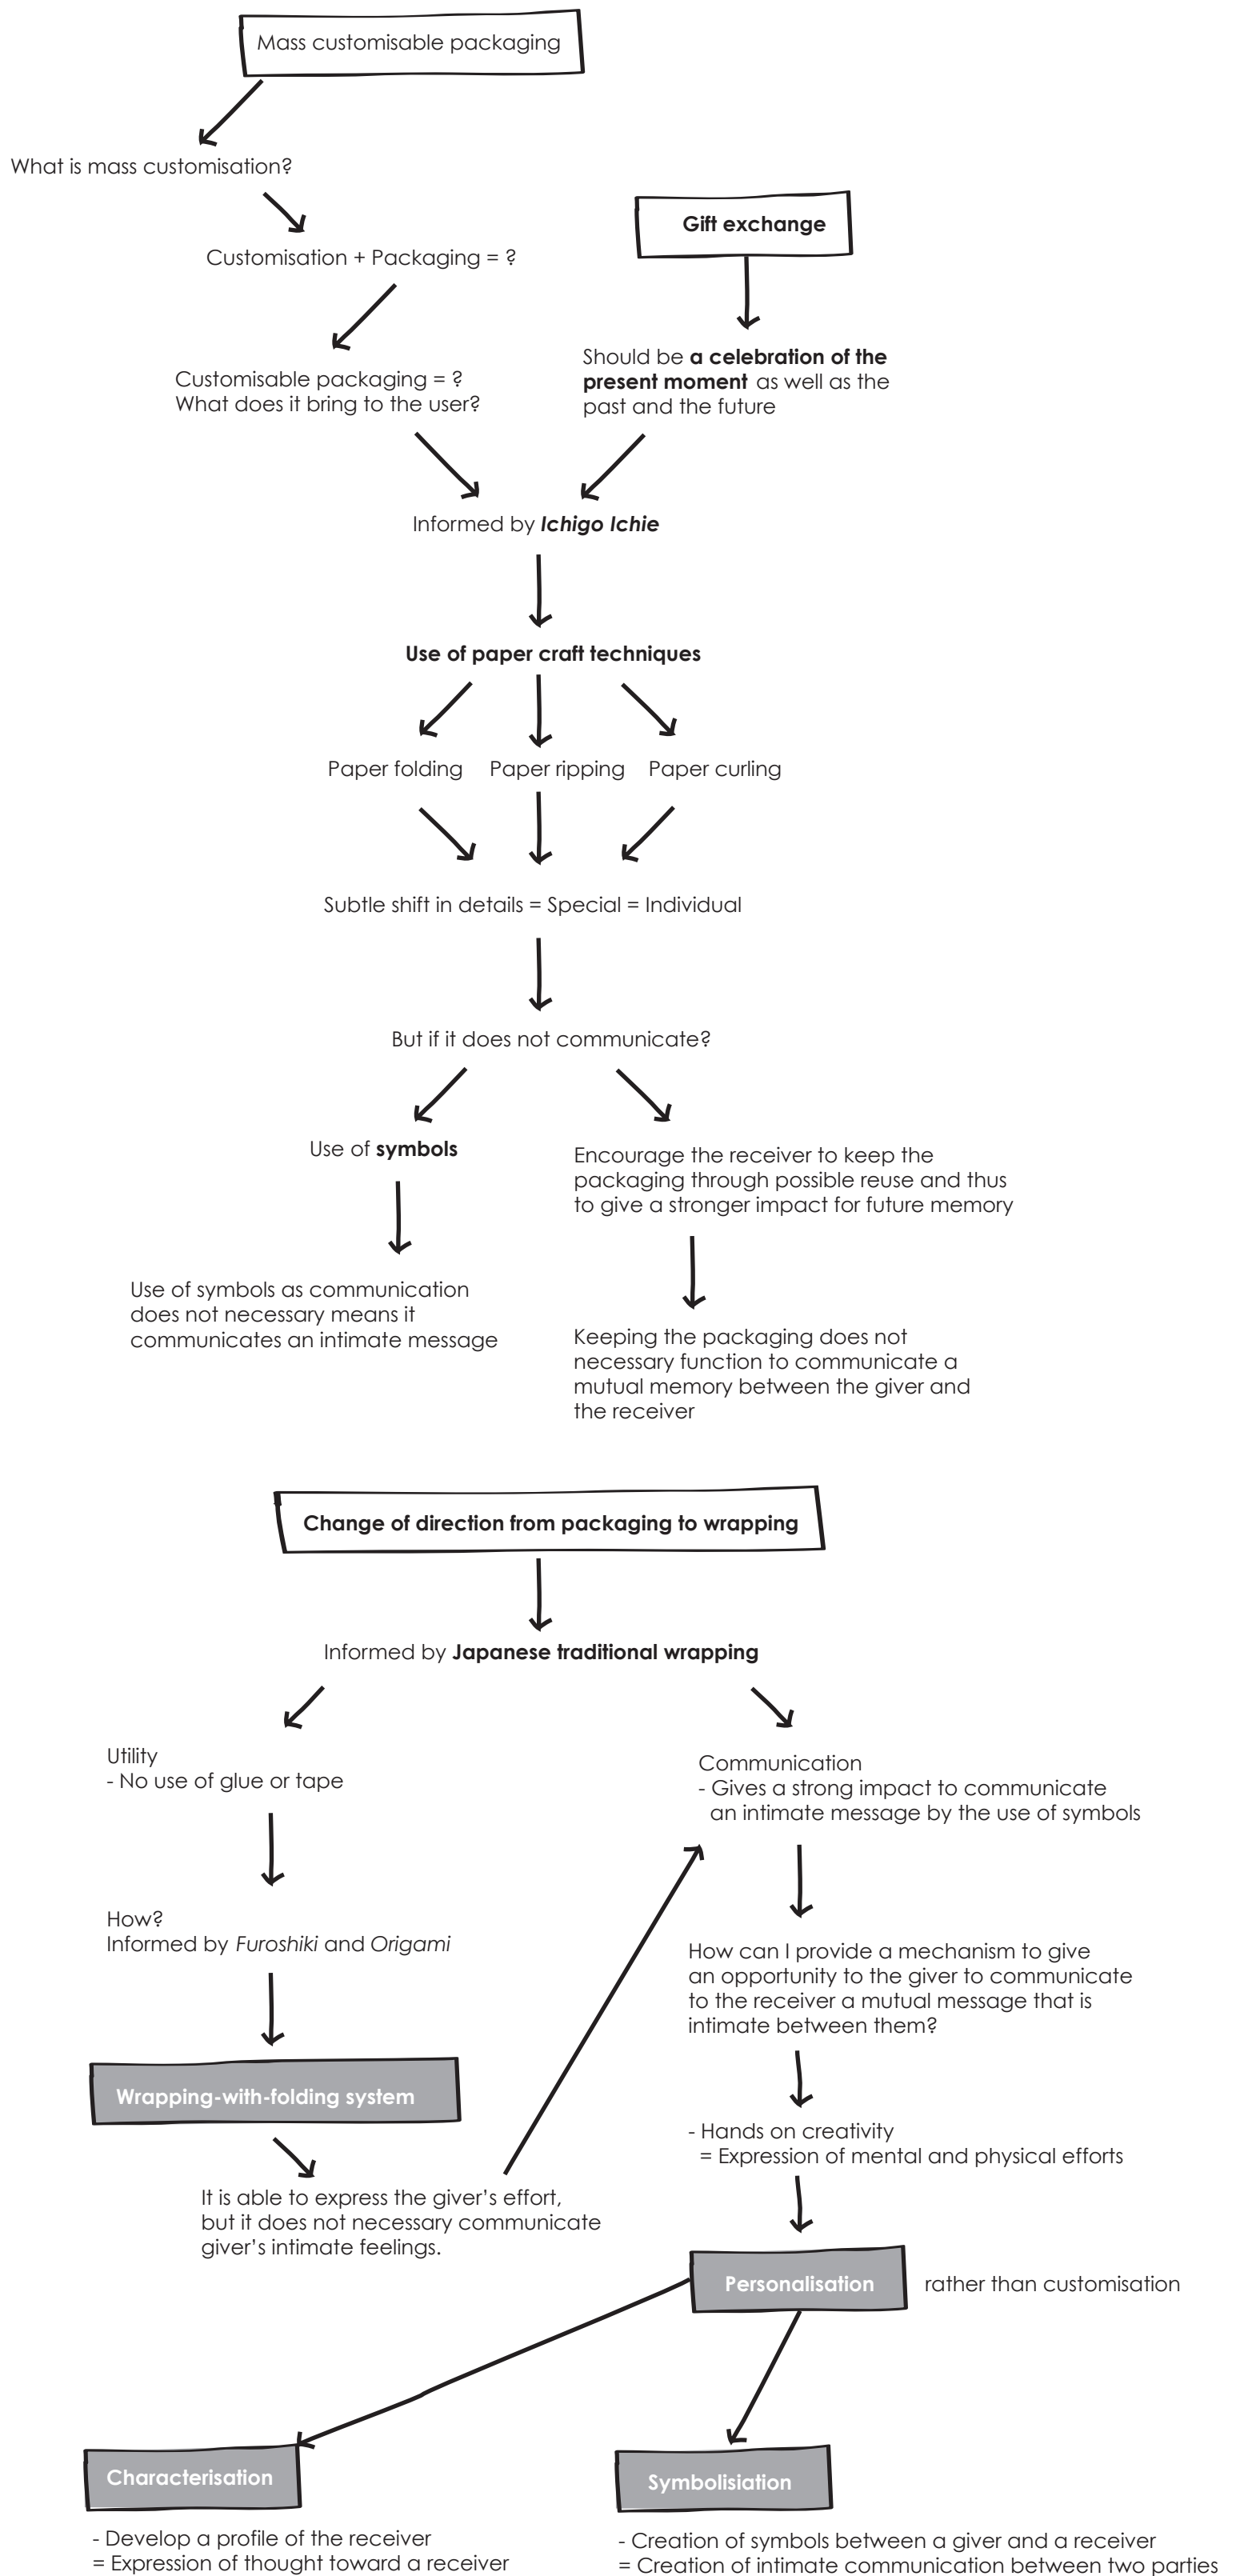 Mass customisable packaging
What is mass customisation?
Gift exchange
Customisation + Packaging = ?
Should be a celebration of the
present moment as well as the
past and the future
Customisable packaging = ?
What does it bring to the user?
Informed by Ichigo Ichie
Use of paper craft techniques
Paper folding
Paper ripping
Paper curling
Subtle shift in details = Special = Individual
But if it does not communicate?
Use of symbols
Encourage the receiver to keep the
packaging through possible reuse and thus
to give a stronger impact for future memory
Use of symbols as communication
does not necessary means it
communicates an intimate message
Keeping the packaging does not
necessary function to communicate a
mutual memory between the giver and
the receiver
Change of direction from packaging to wrapping
Informed by Japanese traditional wrapping
Utility
- No use of glue or tape
Communication
- Gives a strong impact to communicate
an intimate message by the use of symbols
How?
Informed by Furoshiki and Origami
How can I provide a mechanism to give
an opportunity to the giver to communicate
to the receiver a mutual message that is
intimate between them?
Wrapping-with-folding system
- Hands on creativity
= Expression of mental and physical efforts
It is able to express the giver's effort,
but it does not necessary communicate
giver's intimate feelings.
Personalisation
rather than customisation
Characterisation
Symbolisiation
- Develop a profile of the receiver
= Expression of thought toward a receiver
- Creation of symbols between a giver and a receiver
= Creation of intimate communication between two parties